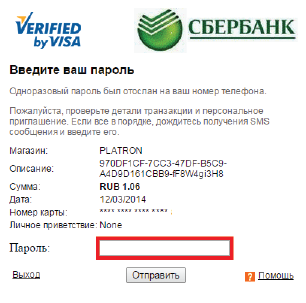 VERIFIED
by VISA
СБЕРБАНК
Введите ваш пароль
Одноразовый пароль был отослан на ваш номер телефона.
Пожалуйста, проверьте детали транзакции и персональное
приглашение. Если все в порядке, дождитесь получения SMS
сообщения и введите его.
Магазин: PLATRON
Описание: 970DF1CF-7CC3-47DF-B5C9-
A4D9D161CBB9-fF8W4gi3H8
Сумма: RUB 1.06
Дата: 12/03/2014
Номер карты: **** **** **** ****
Личное приветствие: None
Пароль:
Выход
Отправить
? Помощь